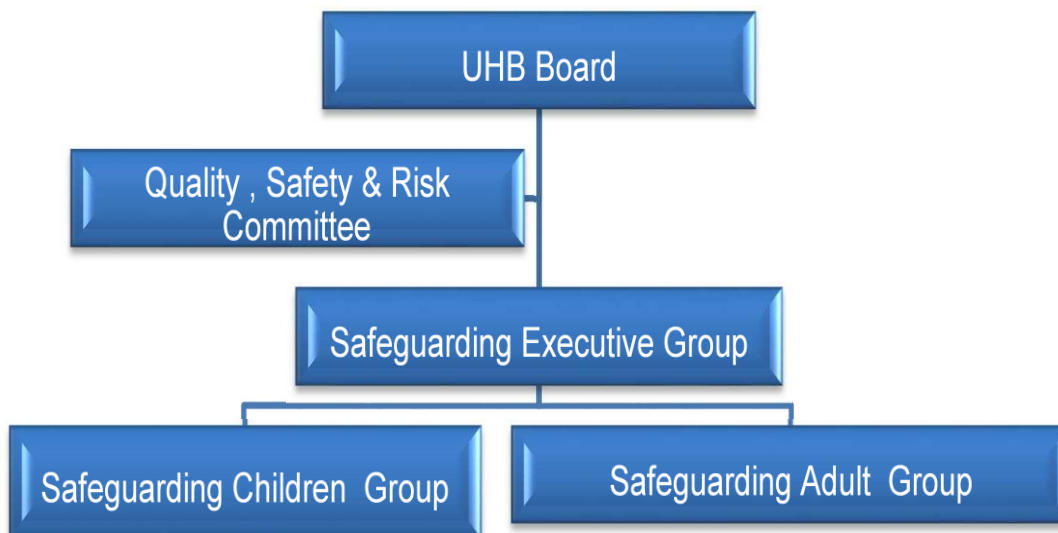 UHB Board
Quality , Safety & Risk
Committee
Safeguarding Executive Group
Safeguarding Children  Group
Safeguarding Adult  Group